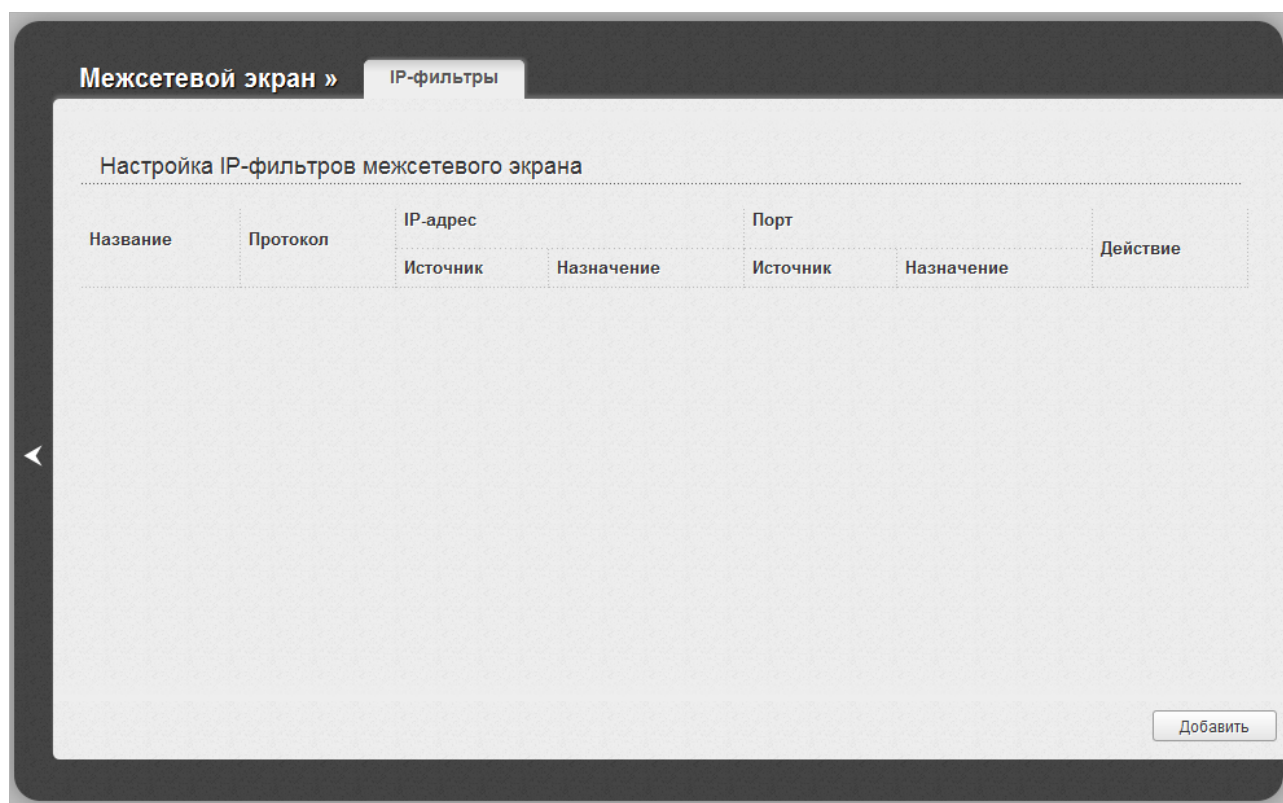 Межсетевой экран »
IP-фильтры
Настройка IP-фильтров межсетевого экрана
Название
Протокол
IP-адрес
Порт
Действие
Источник
Назначение
Источник
Назначение
Добавить